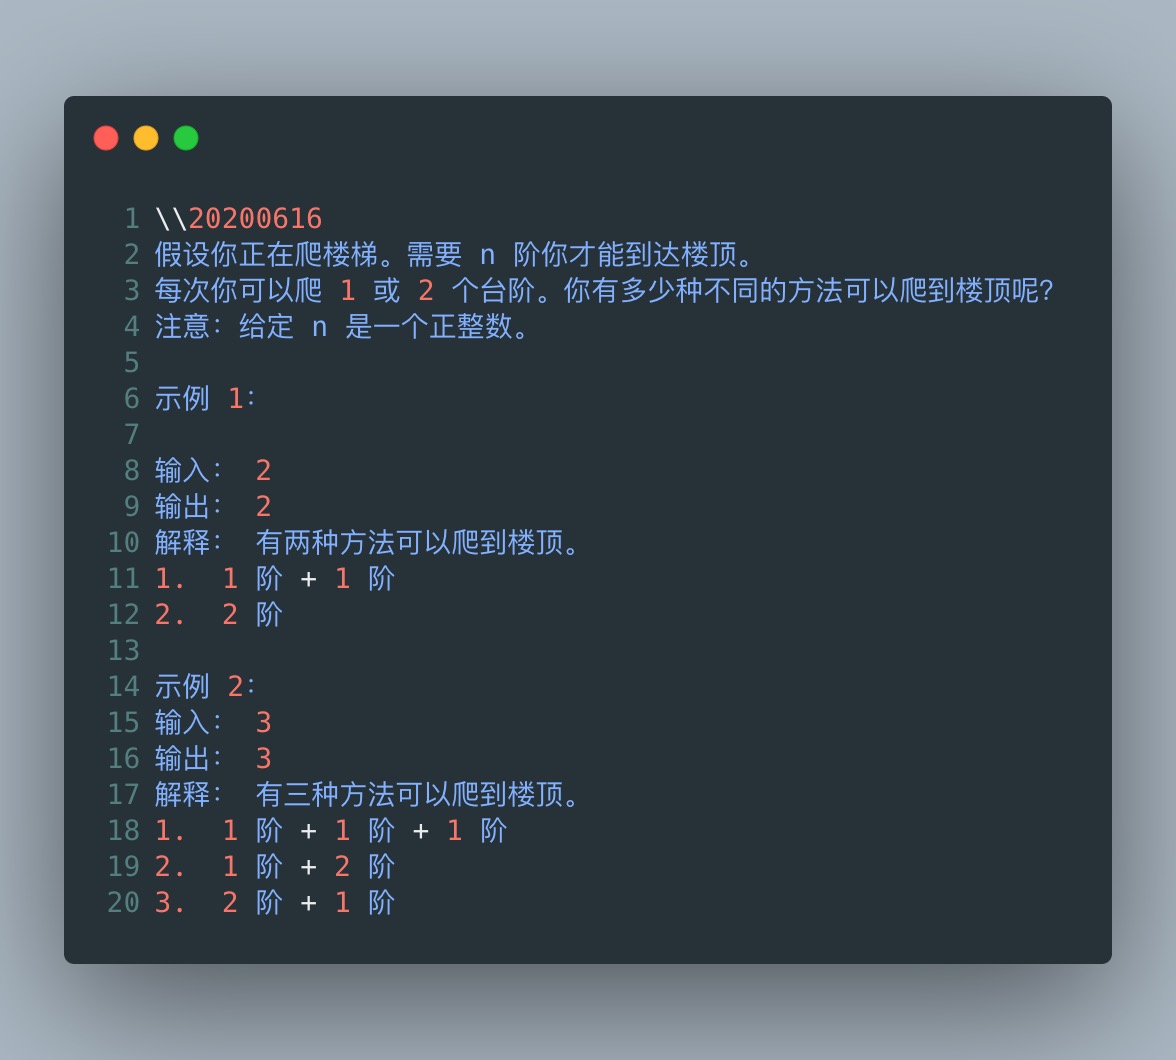 1 \\20200616
2 假设你正在爬楼梯。需要 n 阶你才能到达楼顶。
3 每次你可以爬 1 或 2 个台阶。你有多少种不同的方法可以爬到楼顶呢？
4 注意：给定 n 是一个正整数。
5
6 示例 1：
7
8 输入： 2
9 输出： 2
10 解释： 有两种方法可以爬到楼顶。
11 1. 1 阶 + 1 阶
12 2. 2 阶
13
14 示例 2：
15 输入： 3
16 输出： 3
17 解释： 有三种方法可以爬到楼顶。
18 1. 1 阶 + 1 阶 + 1 阶
19 2. 1 阶 + 2 阶
20 3. 2 阶 + 1 阶